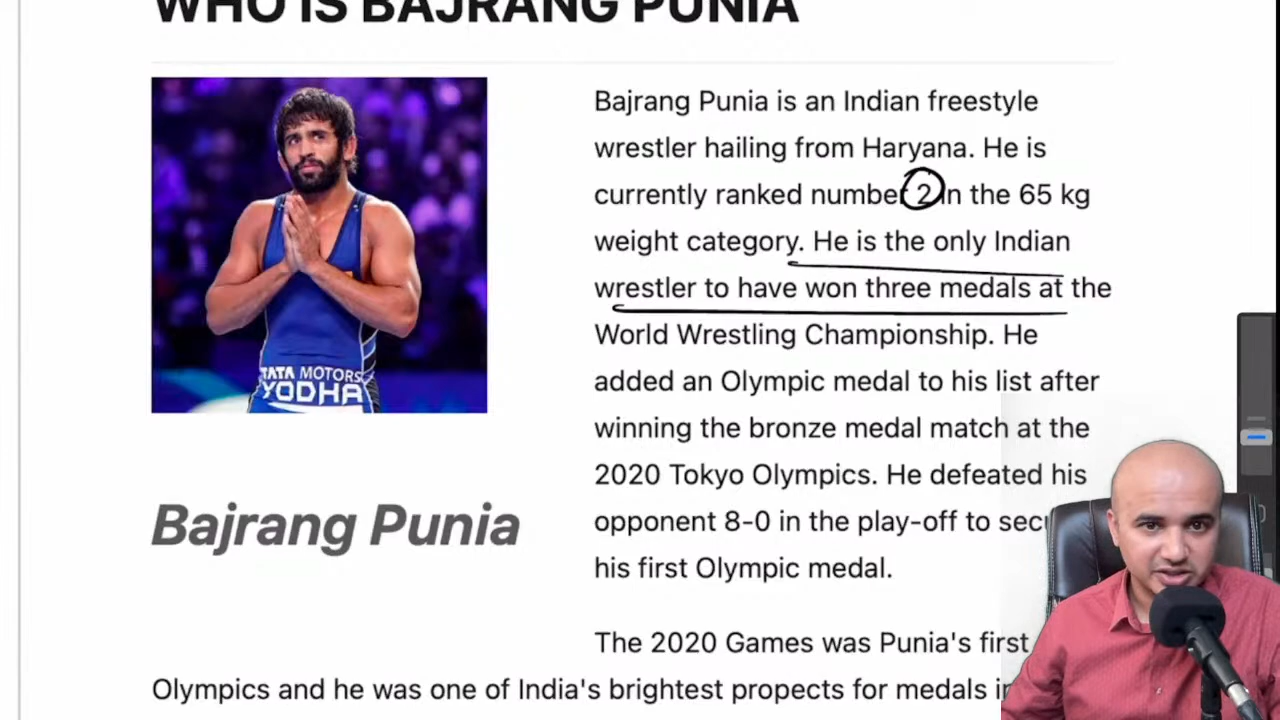 WHO IS BAJRANG PUNIA
Bajrang Punia is an Indian freestyle
wrestler hailing from Haryana. He is
currently ranked number 2 in the 65 kg
weight category. He is the only Indian
wrestler to have won three medals at the
World Wrestling Championship. He
added an Olympic medal to his list after
winning the bronze medal match at the
2020 Tokyo Olympics. He defeated his
opponent 8-0 in the play-off to
his first Olympic medal.
TATA MOTORS
YODHA
Bajrang Punia
The 2020 Games was Punia's first
Olympics and he was one of India's brightest propects for medals